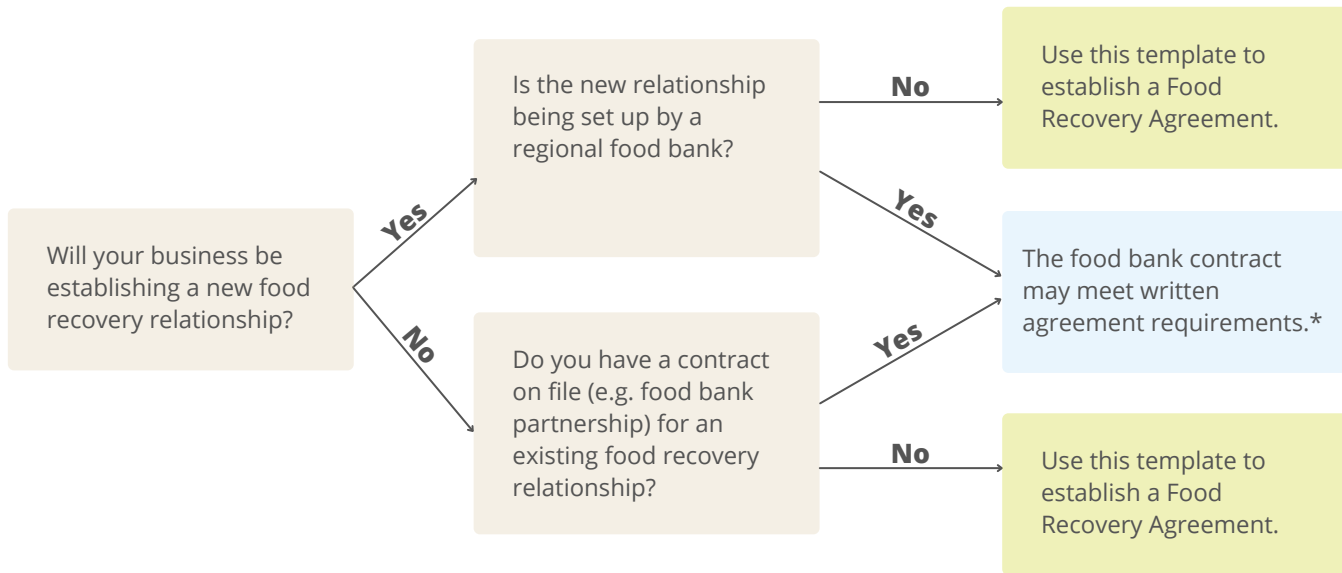 Will your business be
establishing a new food
recovery relationship?
Yes
No
Is the new relationship
being set up by a
regional food bank?
No
Yes
Do you have a contract
on file (e.g. food bank
partnership) for an
existing food recovery
relationship?
Yes
No
Use this template to
establish a Food
Recovery Agreement.
The food bank contract
may meet written
agreement requirements.*
Use this template to
establish a Food
Recovery Agreement.